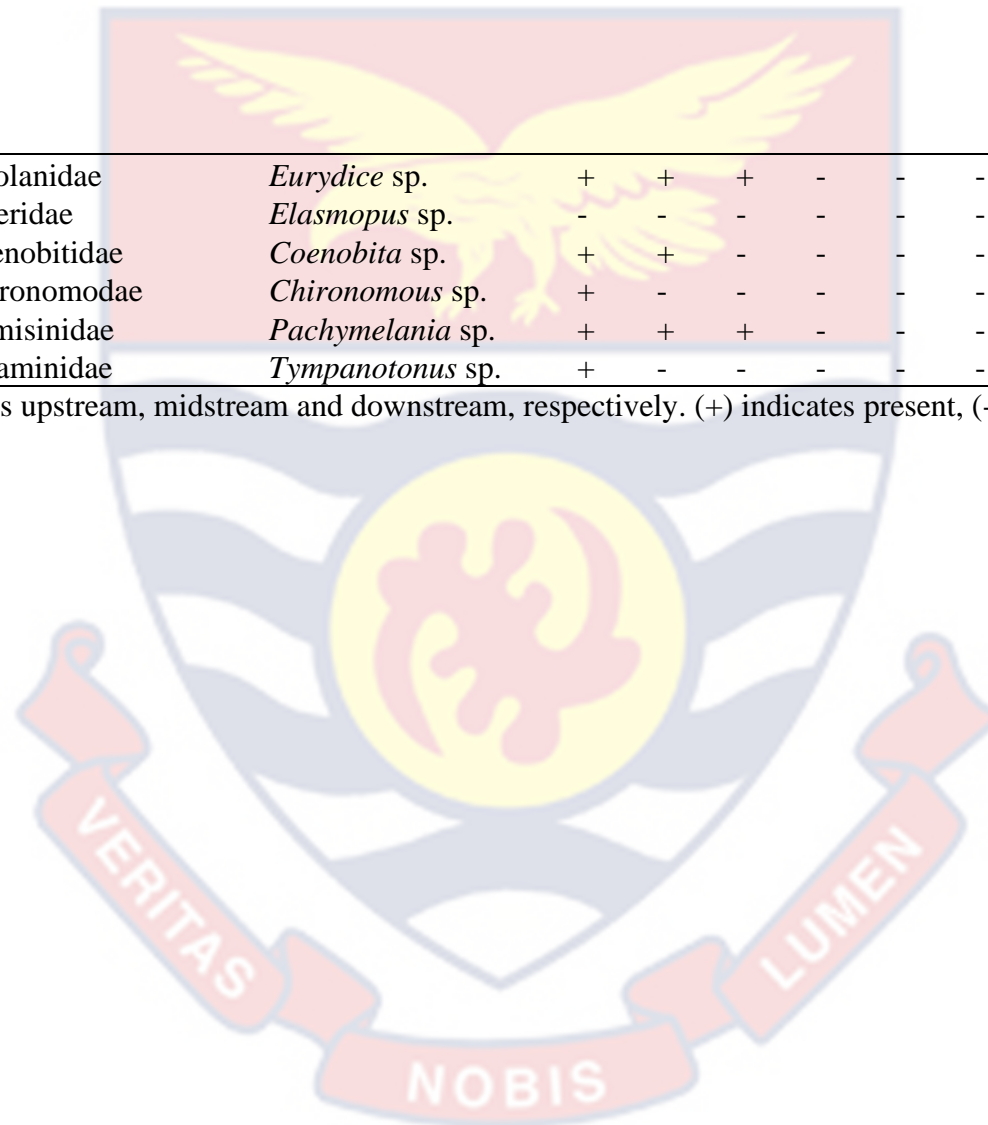 olanidae Eurydice sp. + + + - - -
eridae Elasmopus sp. - - - - - -
enobitidae Coenobita sp. + + - - - -
ronomodae Chironomous sp. + - - - - -
misinidae Pachymelania sp. + + + - - -
aminidae Tympanotonus sp. + - - - - -
s upstream, midstream and downstream, respectively. (+) indicates present, (-
VERITAS
NOBIS
LUMEN